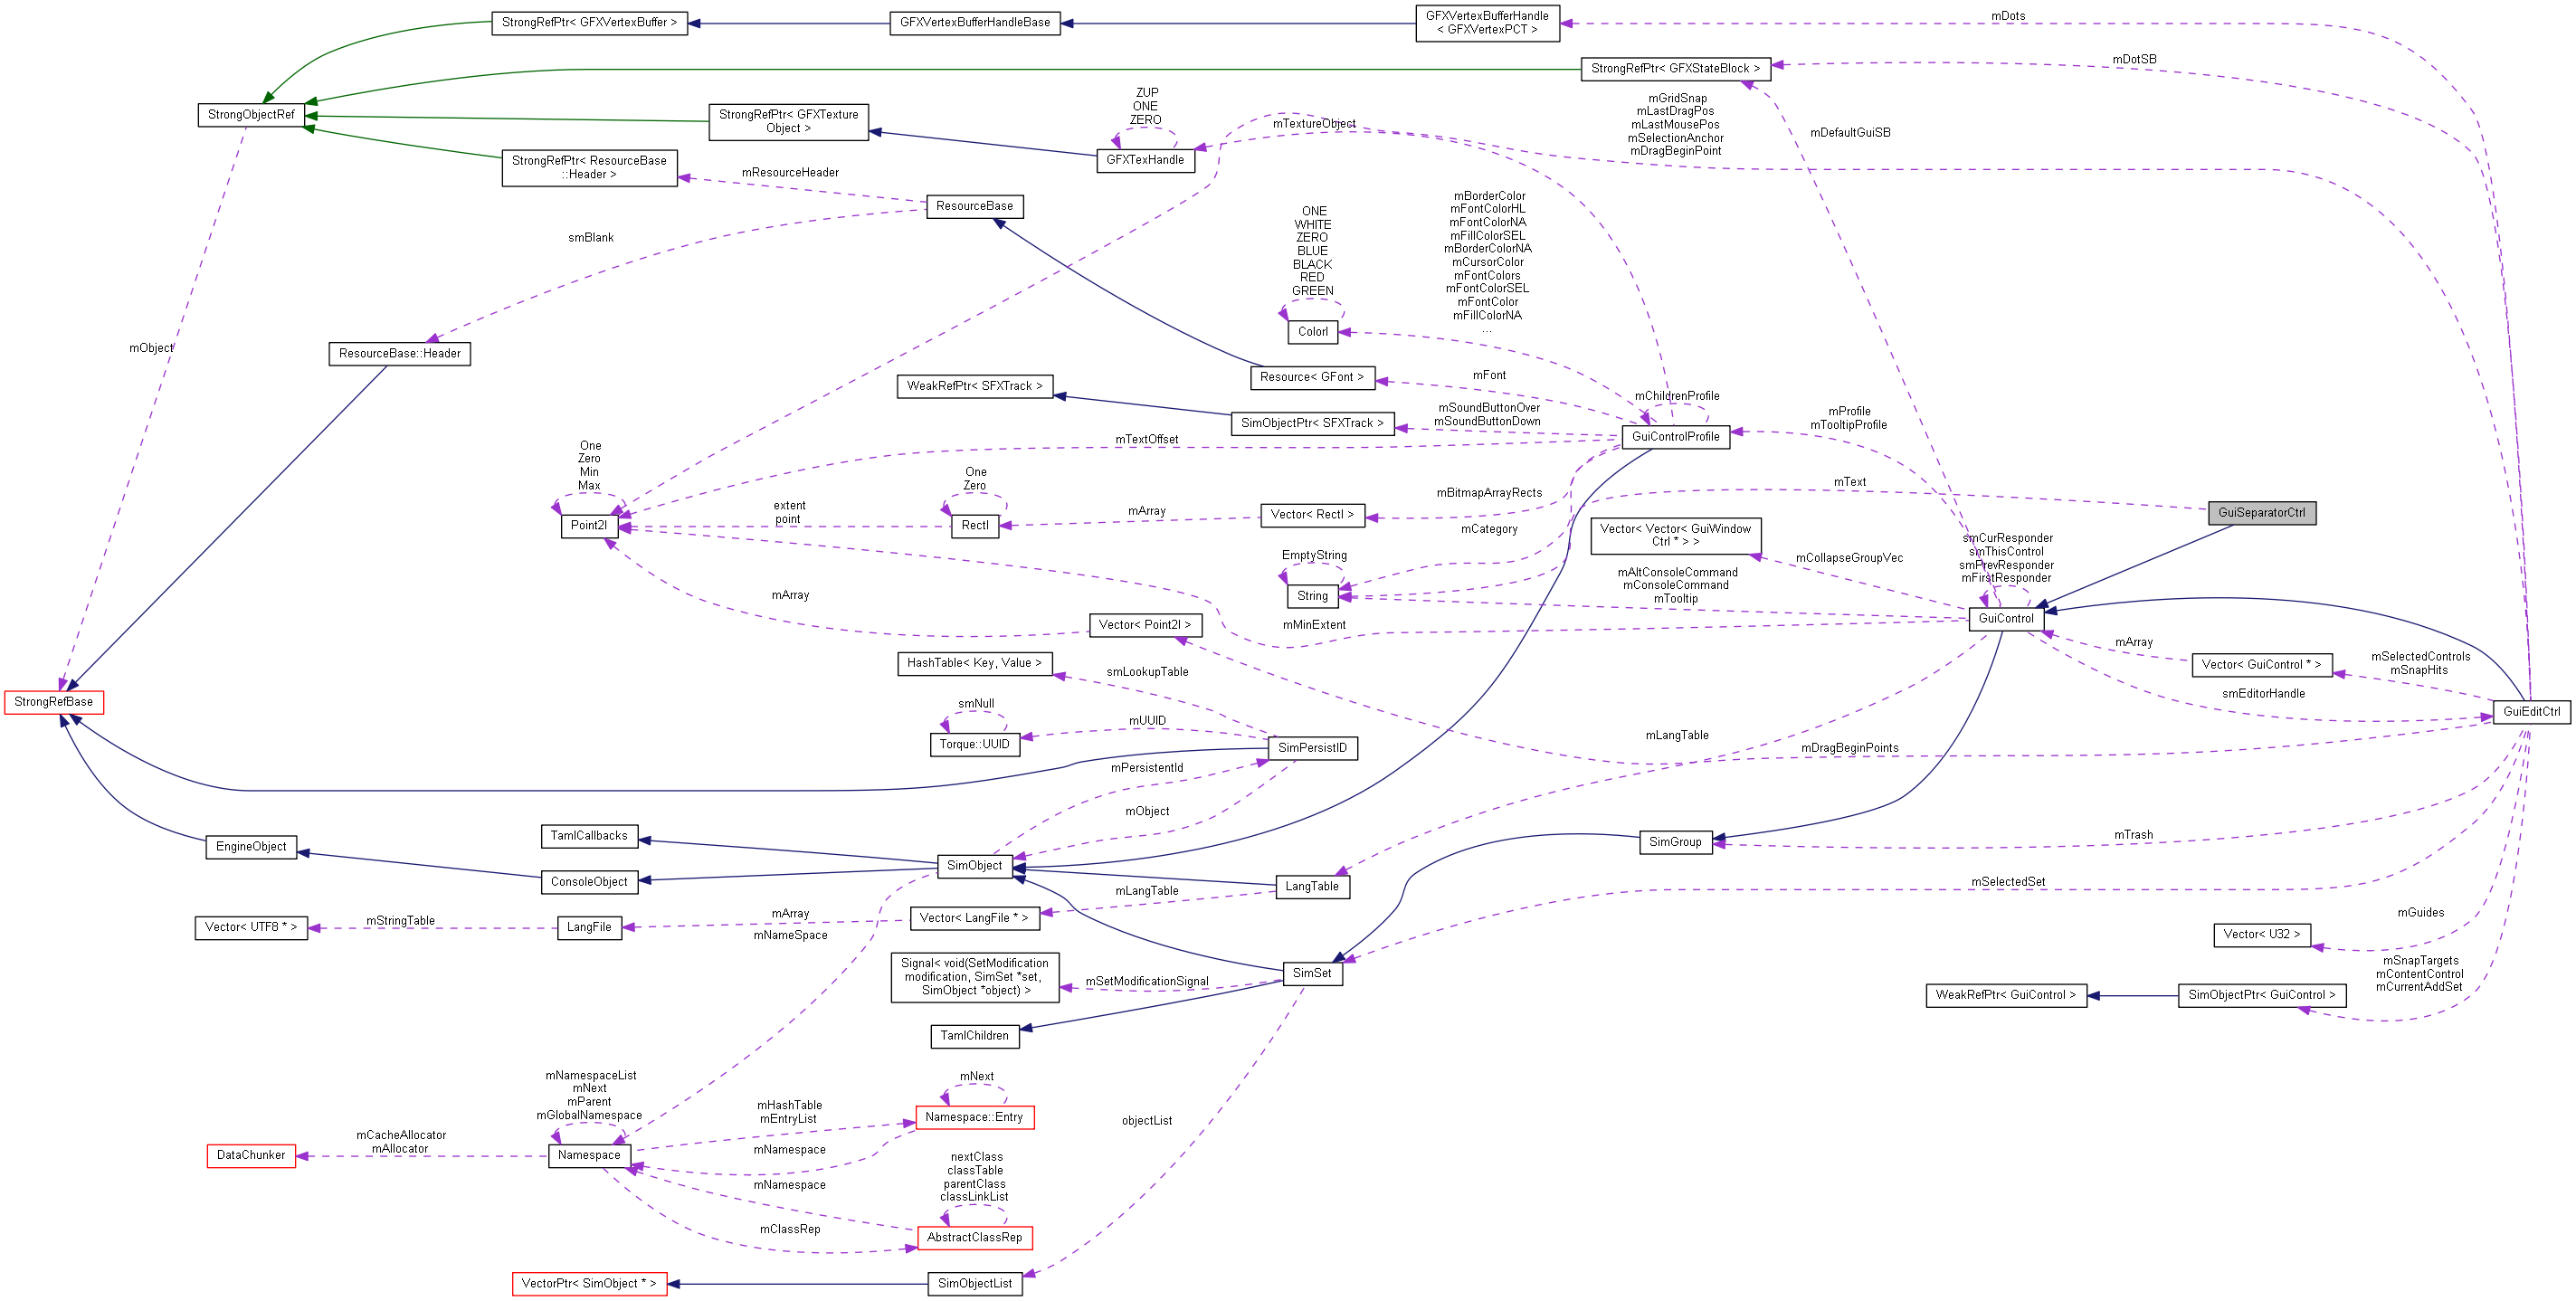 StrongRefPtr< GFXVertexBuffer >
GFXVertexBufferHandleBase
GFXVertexBufferHandle
< GFXVertexPCT >
mDots
StrongRefPtr< GFXStateBlock >
mDotSB
StrongObjectRef
StrongRefPtr< GFXTexture
Object >
ZUP
ONE
ZERO
GFXTexHandle
mTextureObject
mGridSnap
mLastDragPos
mLastMousePos
mSelectionAnchor
mDragBeginPoint
mDefaultGuiSB
StrongRefPtr< ResourceBase
::Header >
mResourceHeader
ResourceBase
smBlank
ONE
WHITE
ZERO
BLUE
BLACK
RED
GREEN
ColorI
mBorderColor
mFontColorHL
mFontColorNA
mFillColorSEL
mBorderColorNA
mCursorColor
mFontColors
mFontColorSEL
mFontColor
mFillColorNA
...
mObject
ResourceBase::Header
Resource< GFont >
mFont
WeakRefPtr< SFXTrack >
SimObjectPtr< SFXTrack >
mSoundButtonOver
mSoundButtonDown
mChildrenProfile
GuiControlProfile
mProfile
mTooltipProfile
mTextOffset
One
Zero
Min
Max
Point2I
extent
point
One
Zero
RectI
mArray
Vector< RectI >
mBitmapArrayRects
mText
GuiSeparatorCtrl
mCategory
EmptyString
String
Vector< Vector< GuiWindow
Ctrl * > >
mCollapseGroupVec
mAltConsoleCommand
mConsoleCommand
mTooltip
smCurResponder
smThisControl
smPrevResponder
mFirstResponder
GuiControl
mArray
Vector< Point2I >
mMinExtent
mArray
Vector< GuiControl * >
mSelectedControls
mSnapHits
smEditorHandle
GuiEditCtrl
HashTable< Key, Value >
smLookupTable
StrongRefBase
smNull
Torque::UUID
mUUID
SimPersistID
mLangTable
mDragBeginPoints
mPersistentId
mObject
EngineObject
TamlCallbacks
ConsoleObject
SimObject
SimGroup
mTrash
LangTable
mSelectedSet
mLangTable
Vector< UTF8 * >
mStringTable
LangFile
mArray
Vector< LangFile * >
mNameSpace
mGuides
Vector< U32 >
Signal< void(SetModification
modification, SimSet *set,
SimObject *object) >
mSetModificationSignal
SimSet
mSnapTargets
mContentControl
mCurrentAddSet
WeakRefPtr< GuiControl >
SimObjectPtr< GuiControl >
TamlChildren
mNamespaceList
mNext
mParent
mGlobalNamespace
Namespace
mHashTable
mEntryList
mNext
Namespace::Entry
mNamespace
objectList
DataChunker
mCacheAllocator
mAllocator
mNamespace
nextClass
classTable
parentClass
classLinkList
AbstractClassRep
mClassRep
VectorPtr< SimObject * >
SimObjectList